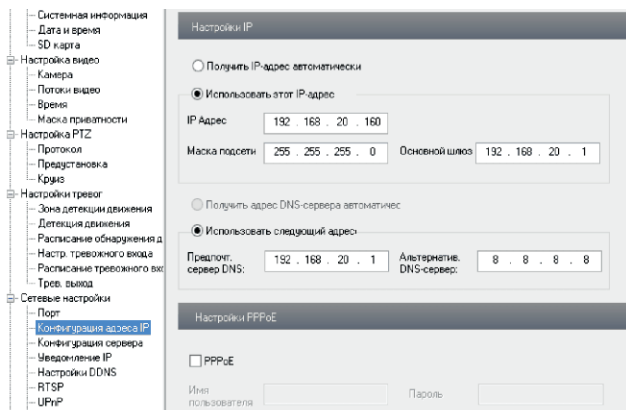 Системная информация
Дата и время
SD карта
Настройка видео
Камера
Потоки видео
Время
Маска приватности
Настройка PTZ
Протокол
Предустановка
Круиз
Настройки тревог
Зона детекции движения
Детекция движения
Расписание обнаружения д
Настр. тревожного входа
Расписание тревожного вхо
Трев. выход
Сетевые настройки
Порт
Конфигурация адреса IP
Конфигурация сервера
Уведомление IP
Настройки DDNS
RTSP
UPnP
Настройки IP
Получить IP-адрес автоматически
Использовать этот IP-адрес
IP Адрес 192 . 168 . 20 . 160
Маска подсети 255 . 255 . 255 . 0 Основной шлюз 192 . 168 . 20 . 1
Получить адрес DNS-сервера автоматичес
Использовать следующий адрес
Предпочт. сервер DNS: 192 . 168 . 20 . 1 Альтернатив. DNS-сервер: 8 . 8 . 8 . 8
Настройки PPPoE
PPPoE
Имя пользователя Пароль